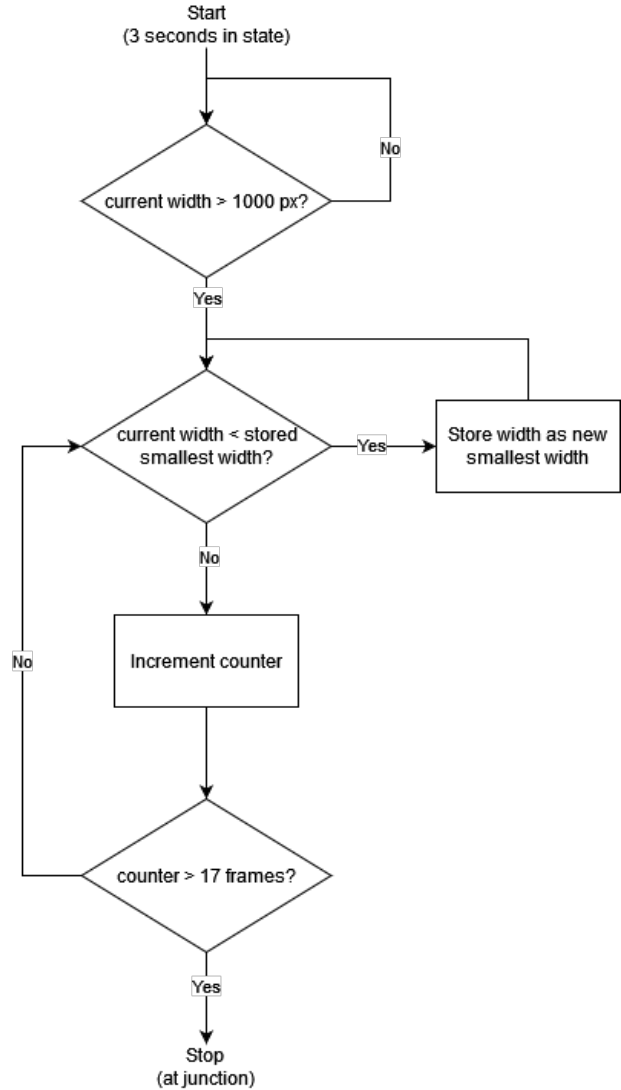 Start
(3 seconds in state)
No
current width > 1000 px?
Yes
current width < stored
smallest width?
Yes
Store width as new
smallest width
No
Increment counter
No
counter > 17 frames?
Yes
Stop
(at junction)